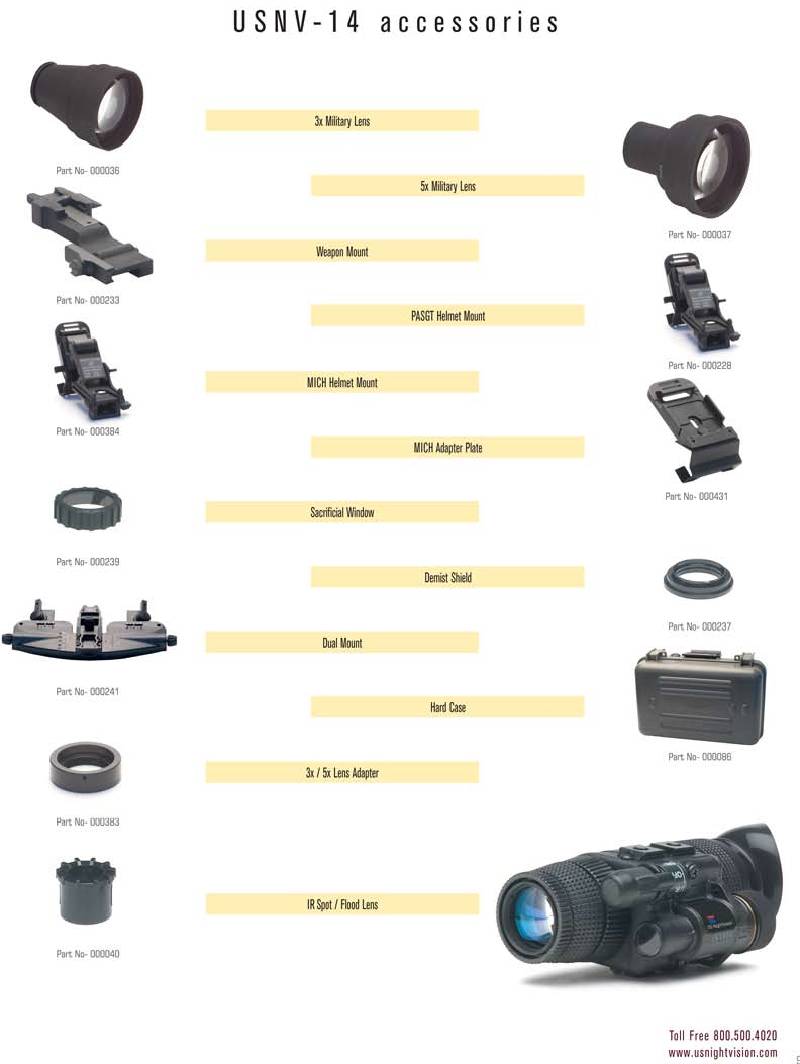 USNV-14 accessories
3x Military Lens
Part No- 000036
5x Military Lens
Part No- 000037
Weapon Mount
Part No- 000233
PASGT Helmet Mount
Part No- 000228
MICH Helmet Mount
Part No- 000384
MICH Adapter Plate
Part No- 000431
Sacrificial Window
Part No- 000239
Demist Shield
Part No- 000237
Dual Mount
Part No- 000241
Hard Case
Part No- 000086
3x / 5x Lens Adapter
Part No- 000383
IR Spot / Flood Lens
Part No- 000040
Toll Free 800.500.4020
www.usnightvision.com